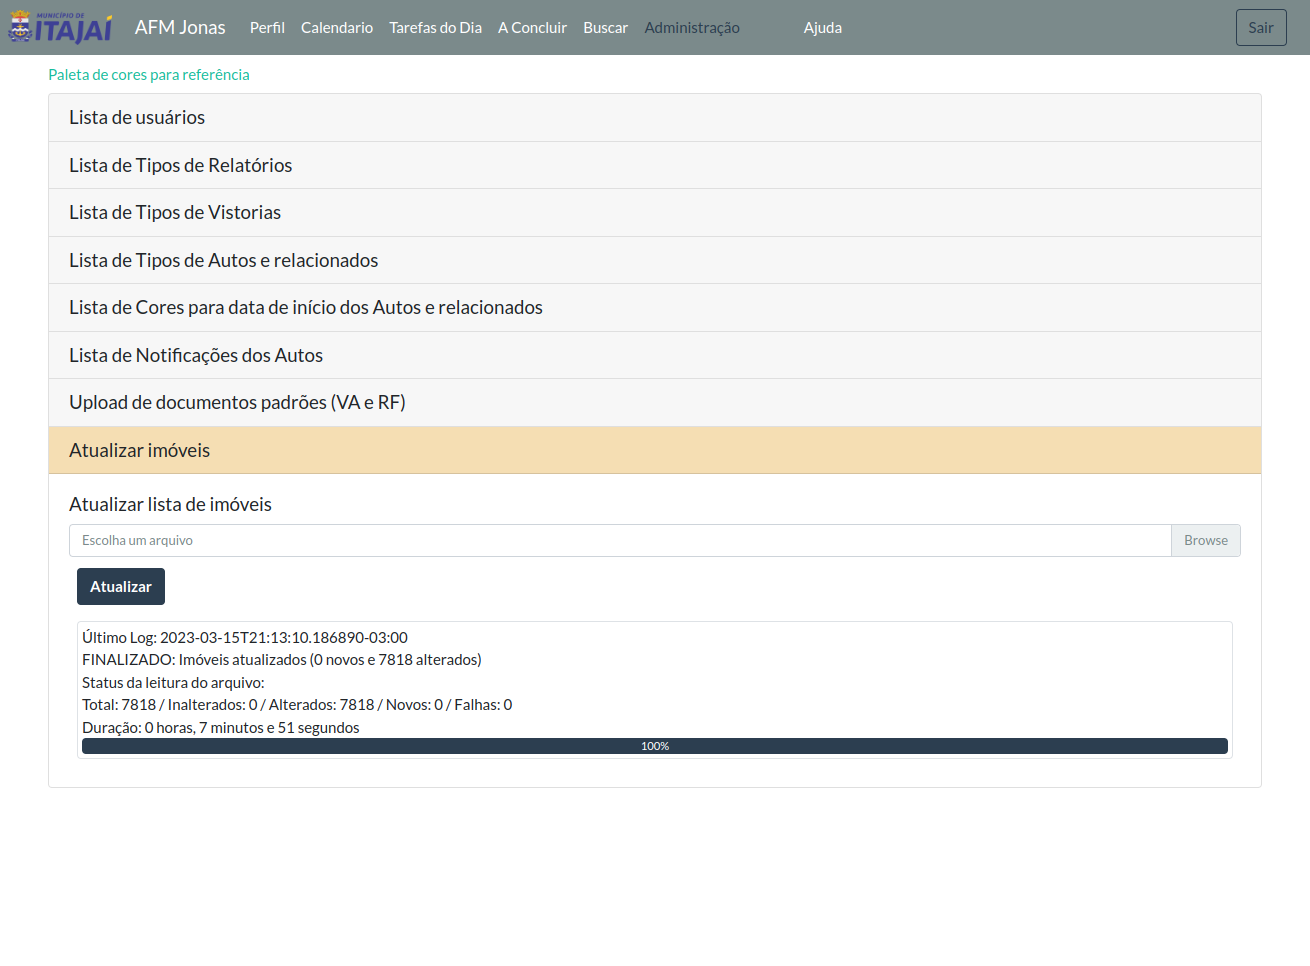 MUNICÍPIO DE
ITAJAÍ
AFM Jonas Perfil Calendario Tarefas do Dia A Concluir Buscar Administração Ajuda Sair
Paleta de cores para referência
Lista de usuários
Lista de Tipos de Relatórios
Lista de Tipos de Vistorias
Lista de Tipos de Autos e relacionados
Lista de Cores para data de início dos Autos e relacionados
Lista de Notificações dos Autos
Upload de documentos padrões (VA e RF)
Atualizar imóveis
Atualizar lista de imóveis
Escolha um arquivo Browse
Atualizar
Último Log: 2023-03-15T21:13:10.186890-03:00
FINALIZADO: Imóveis atualizados (0 novos e 7818 alterados)
Status da leitura do arquivo:
Total: 7818 / Inalterados: 0 / Alterados: 7818 / Novos: 0 / Falhas: 0
Duração: 0 horas, 7 minutos e 51 segundos
100%